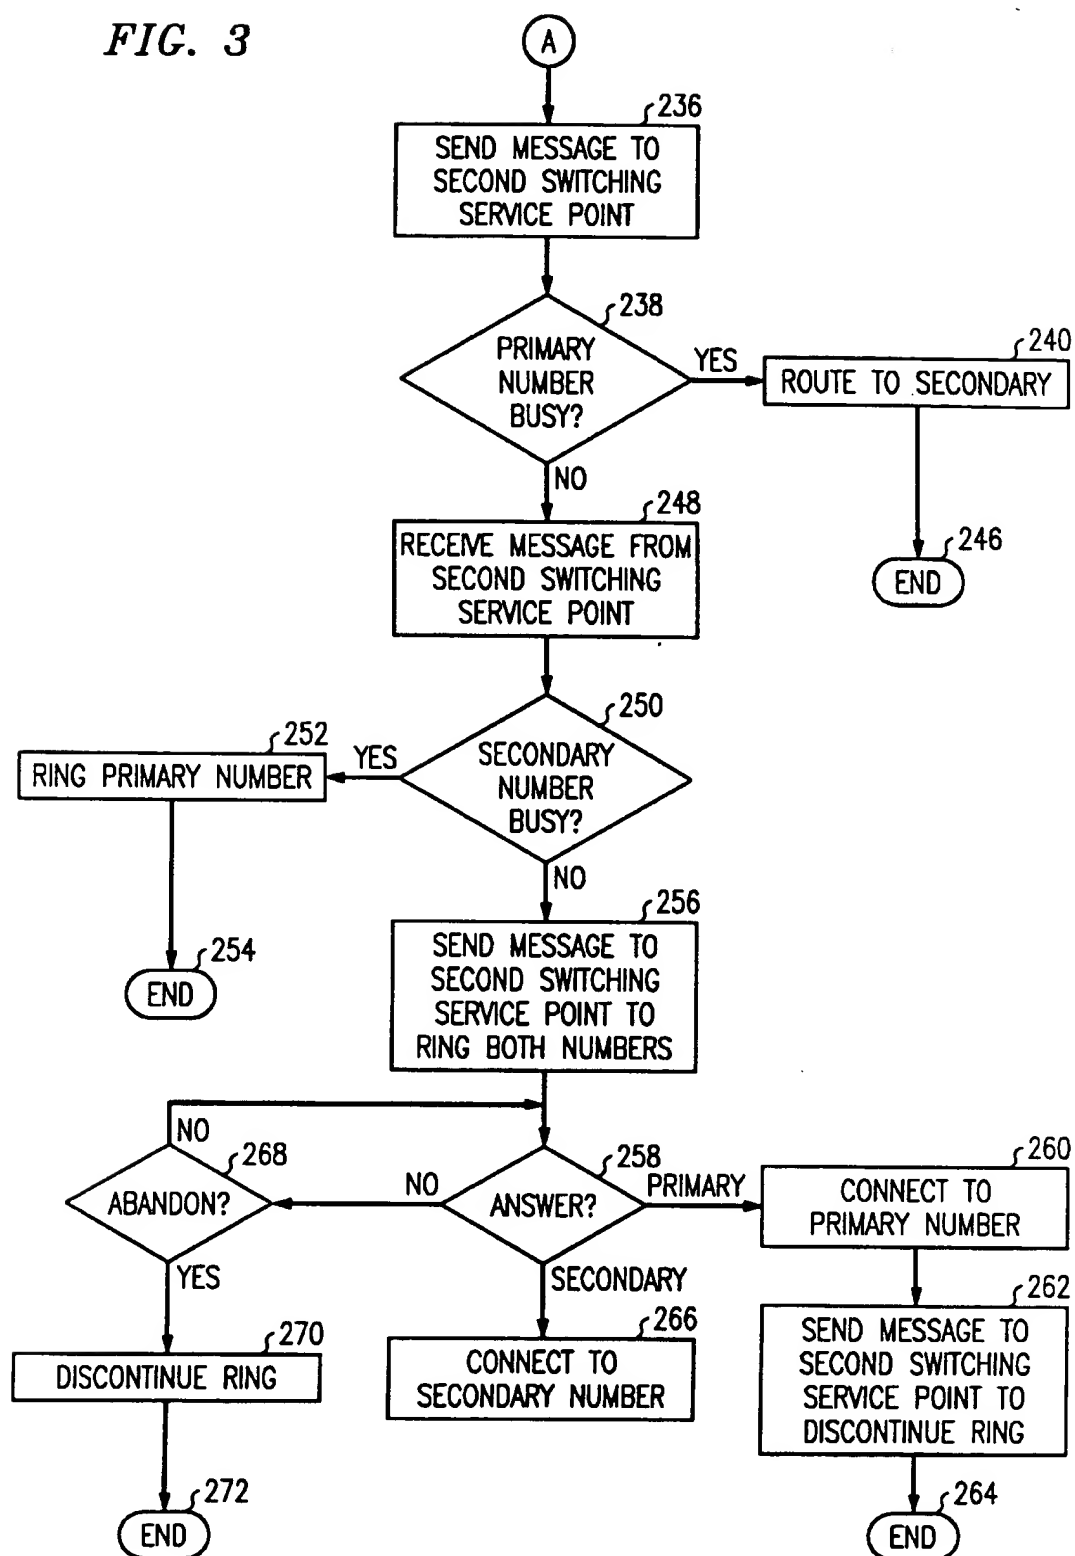 FIG. 3
A
236
SEND MESSAGE TO
SECOND SWITCHING
SERVICE POINT
238
PRIMARY
NUMBER
BUSY?
YES
240
ROUTE TO SECONDARY
NO
246
END
248
RECEIVE MESSAGE FROM
SECOND SWITCHING
SERVICE POINT
250
SECONDARY
NUMBER
BUSY?
YES
252
RING PRIMARY NUMBER
254
END
NO
256
SEND MESSAGE TO
SECOND SWITCHING
SERVICE POINT TO
RING BOTH NUMBERS
NO
268
ABANDON?
NO
258
ANSWER?
PRIMARY
260
CONNECT TO
PRIMARY NUMBER
YES
SECONDARY
262
SEND MESSAGE TO
SECOND SWITCHING
SERVICE POINT TO
DISCONTINUE RING
270
DISCONTINUE RING
266
CONNECT TO
SECONDARY NUMBER
272
END
264
END